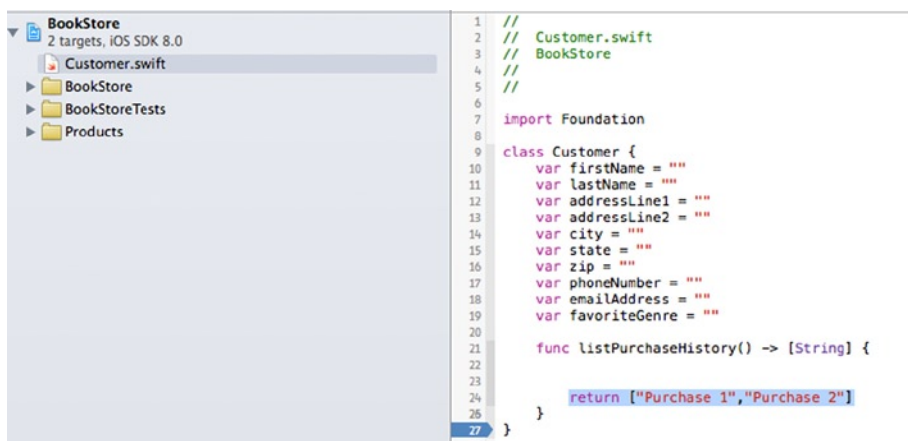 BookStore
2 targets, iOS SDK 8.0
Customer.swift
BookStore
BookStoreTests
Products
1 //
2 // Customer.swift
3 // BookStore
4 //
5 //
6
7 import Foundation
8
9 class Customer {
10 var firstName = ""
11 var lastName = ""
12 var addressLine1 = ""
13 var addressLine2 = ""
14 var city = ""
15 var state = ""
16 var zip = ""
17 var phoneNumber = ""
18 var emailAddress = ""
19 var favoriteGenre = ""
20
21 func listPurchaseHistory() -> [String] {
22
23
24 return ["Purchase 1","Purchase 2"]
26 }
27 }